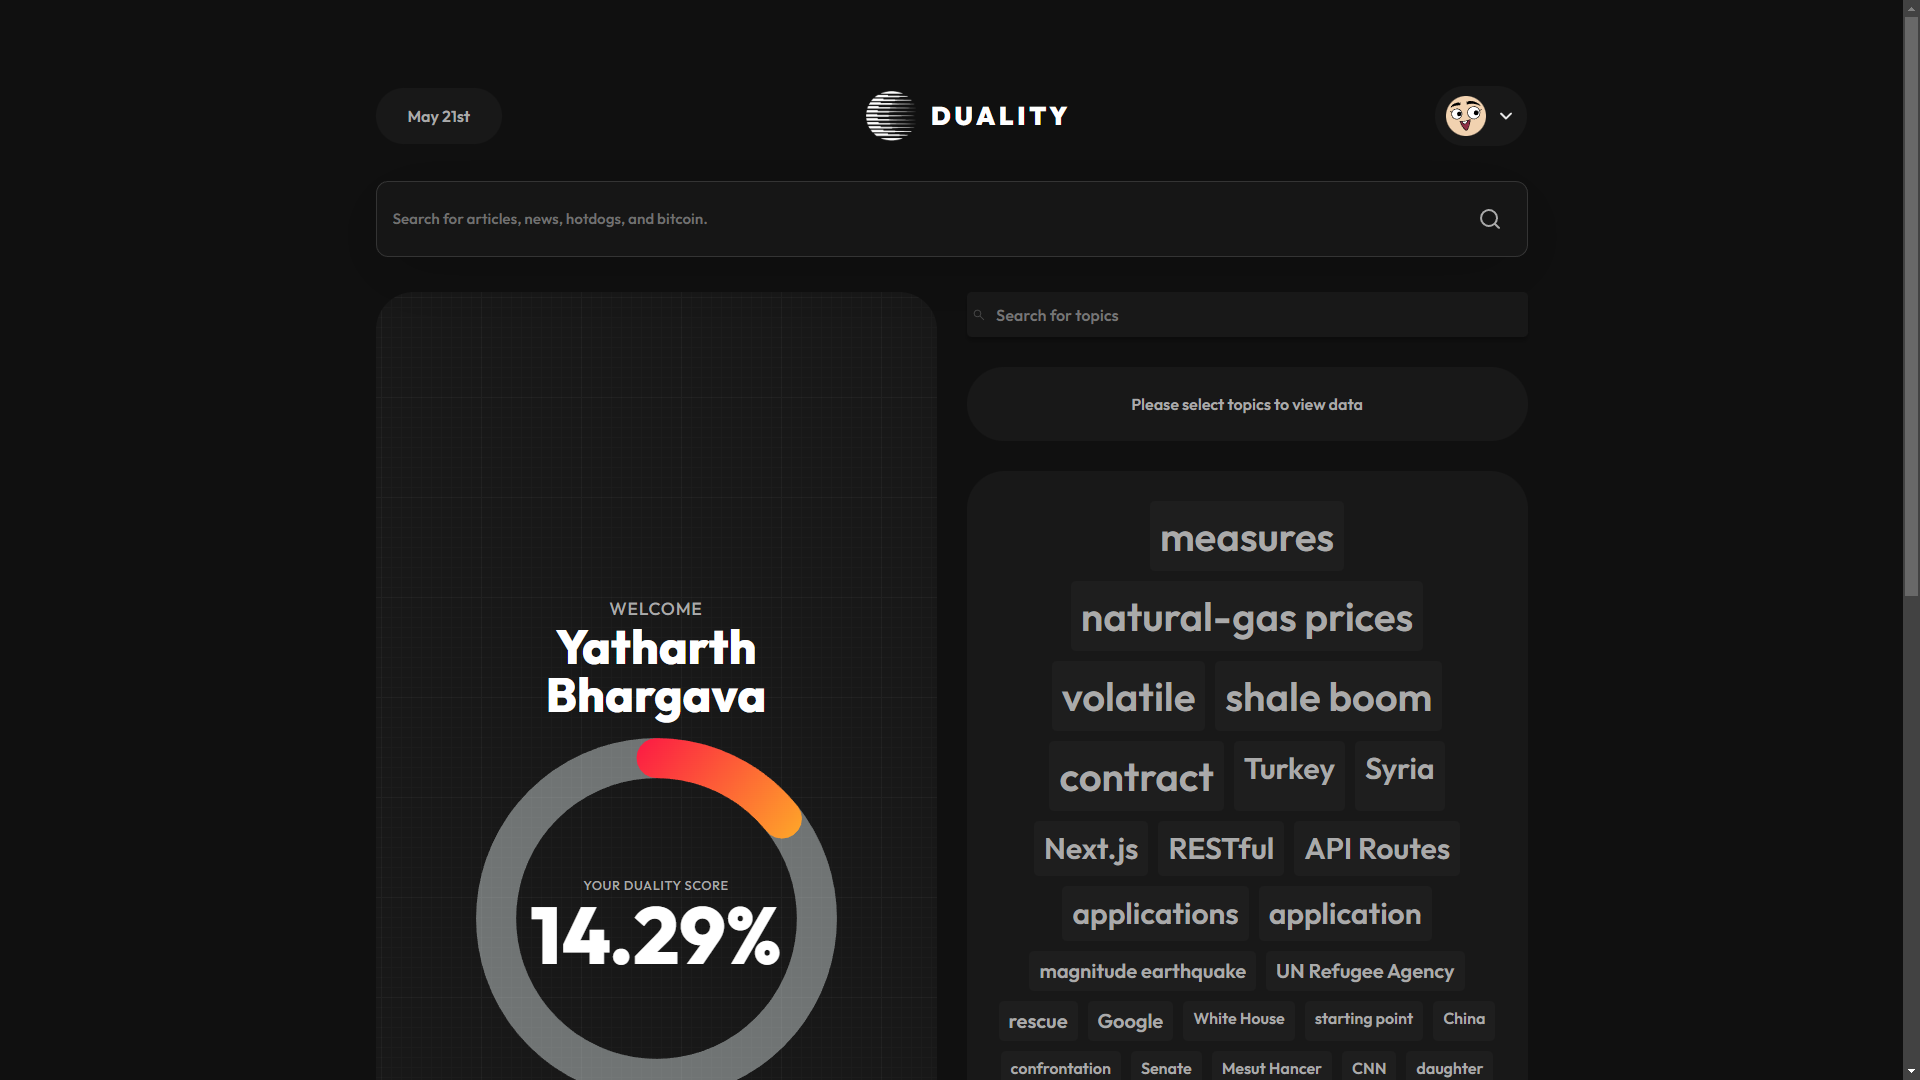 May 21st
DUALITY
Search for articles, news, hotdogs, and bitcoin.
WELCOME
Yatharth
Bhargava
YOUR DUALITY SCORE
14.29%
Search for topics
Please select topics to view data
measures
natural-gas prices
volatile shale boom
contract Turkey Syria
Next.js RESTful API Routes
applications application
magnitude earthquake UN Refugee Agency
rescue Google White House starting point China
confrontation Senate Mesut Hancer CNN daughter